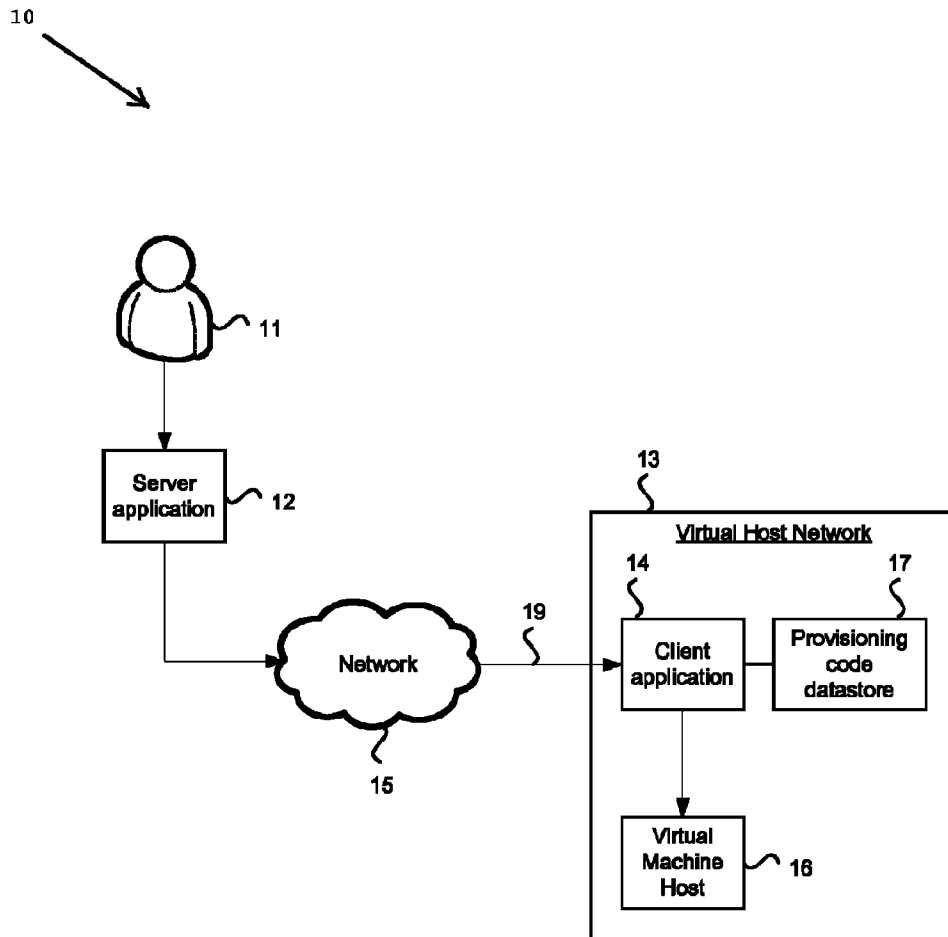 10
11
Server
application
12
13
Virtual Host Network
14
17
19
Network
Client
application
Provisioning
code
datastore
15
Virtual
Machine
Host
16